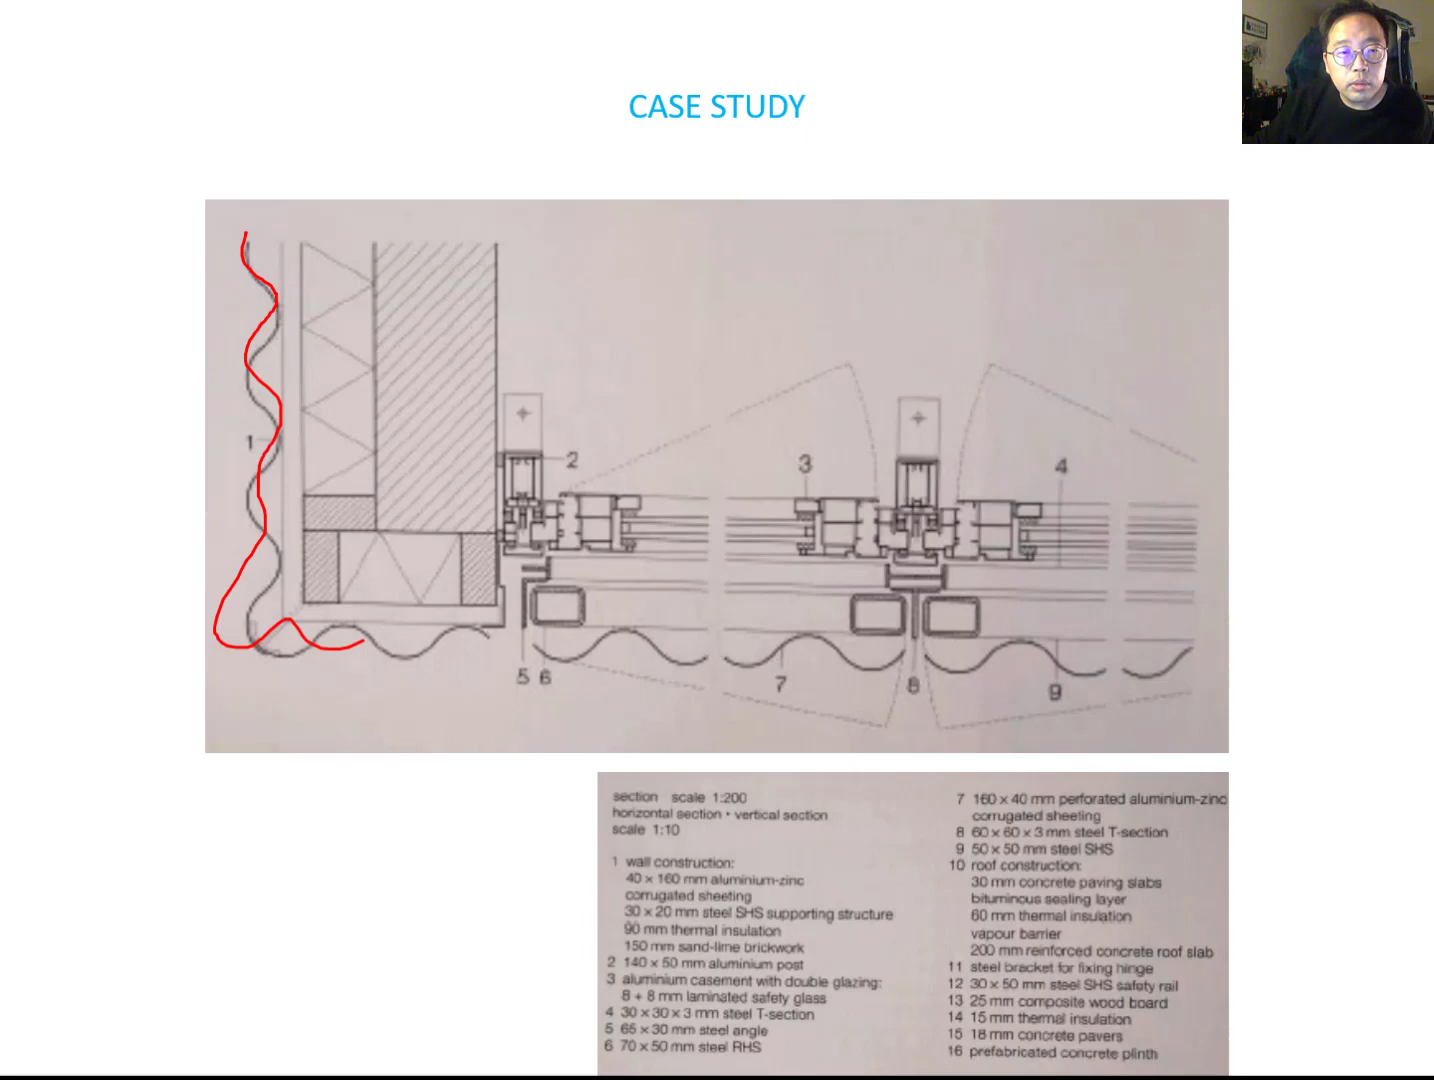 CASE STUDY
1
2
3
4
5 6
7
8
9
section scale 1:200
horizontal section • vertical section
scale 1:10
1 wall construction:
40 x 160 mm aluminium-zinc
corrugated sheeting
30 x 20 mm steel SHS supporting structure
90 mm thermal insulation
150 mm sand-lime brickwork
2 140 x 50 mm aluminium post
3 aluminium casement with double glazing:
8 + 8 mm laminated safety glass
4 30 x 30 x 3 mm steel T-section
5 65 x 30 mm steel angle
6 70 x 50 mm steel RHS
7 160 x 40 mm perforated aluminium-zinc
corrugated sheeting
8 60 x 60 x 3 mm steel T-section
9 50 x 50 mm steel SHS
10 roof construction:
30 mm concrete paving slabs
bituminous sealing layer
60 mm thermal insulation
vapour barrier
200 mm reinforced concrete roof slab
11 steel bracket for fixing hinge
12 30 x 50 mm steel SHS safety rail
13 25 mm composite wood board
14 15 mm thermal insulation
15 18 mm concrete pavers
16 prefabricated concrete plinth